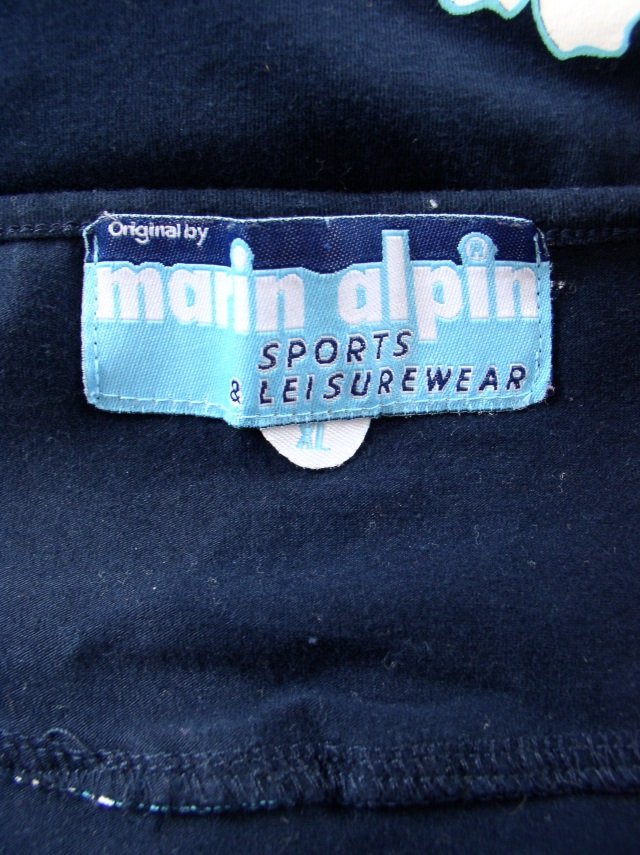 Original by
marin alpin®
SPORTS
& LEISUREWEAR
XL